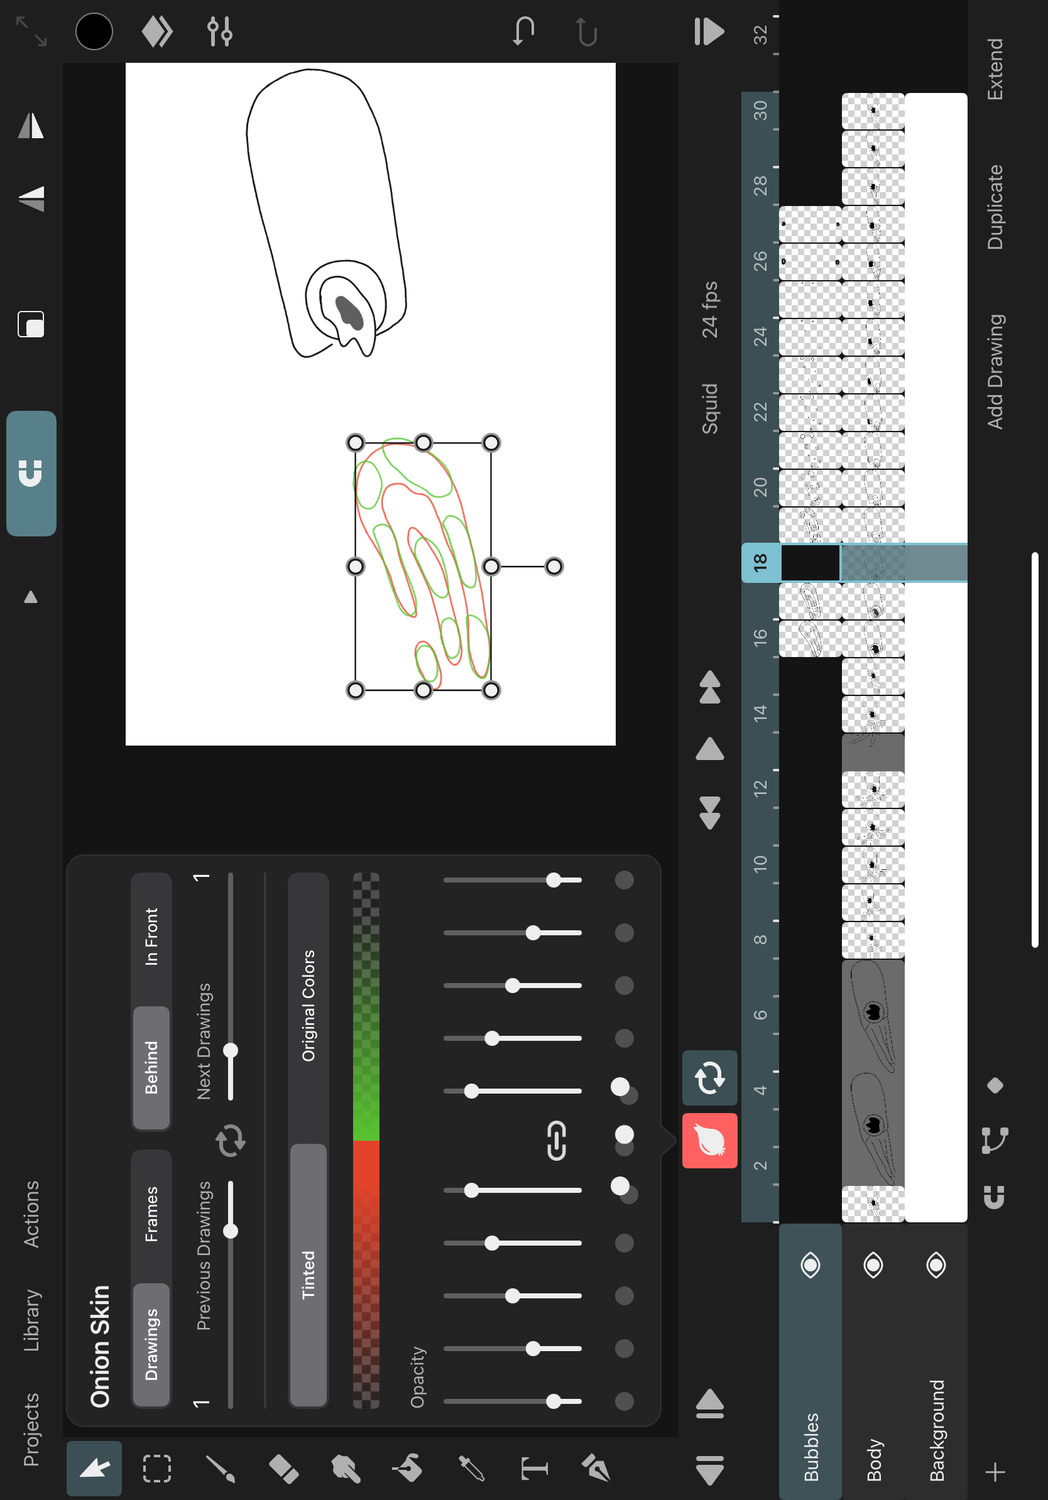 Projects Library Actions
Onion Skin
Drawings Frames Behind In Front
1 Previous Drawings Next Drawings 1
Tinted Original Colors
Opacity
T
Squid 24 fps
2 4 6 8 10 12 14 16 18 20 22 24 26 28 30 32
Bubbles
Body
Background
Add Drawing Duplicate Extend